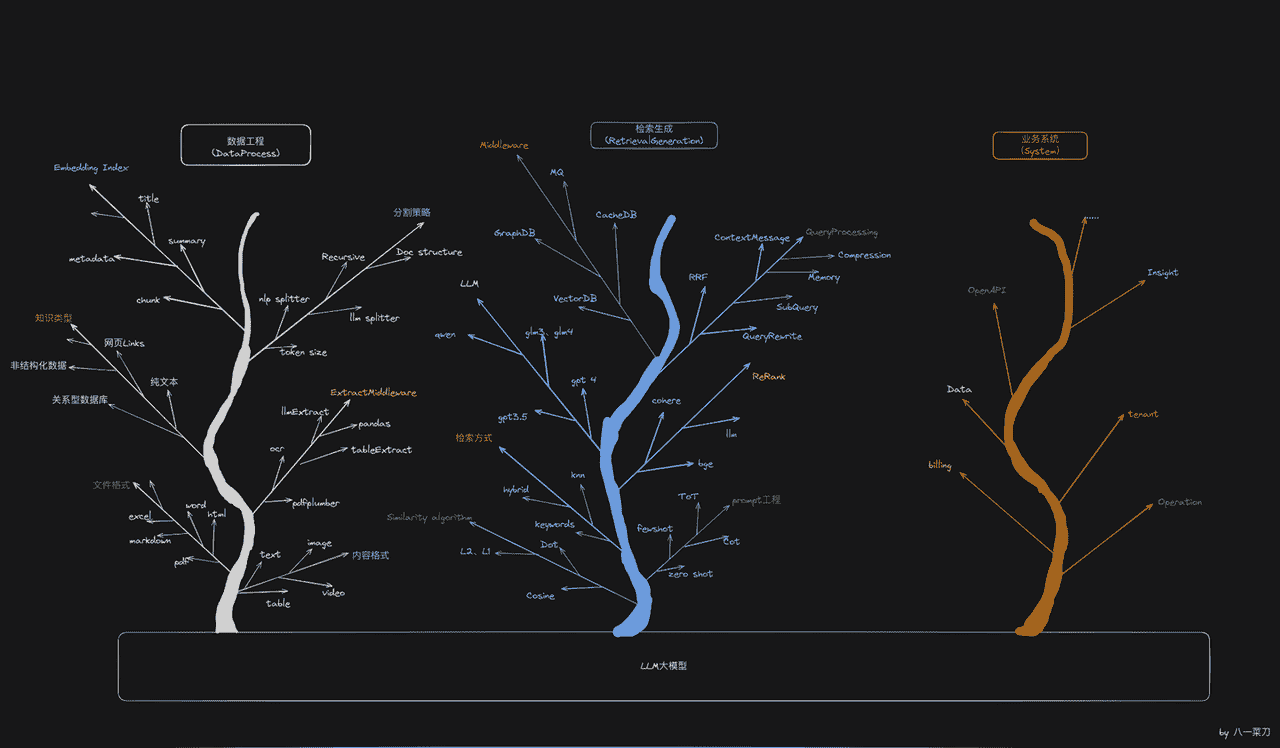 数据工程
(DataProcess)
Embedding Index
title
summary
metadata
chunk
分割策略
Recursive
Doc structure
nlp splitter
llm splitter
token size
知识类型
网页Links
非结构化数据
纯文本
关系型数据库
ExtractMiddleware
llmExtract
pandas
ocr
tableExtract
pdfplumber
文件格式
excel
word
html
markdown
pdf
text
image
内容格式
video
table
检索生成
(RetrievalGeneration)
Middleware
MQ
CacheDB
GraphDB
VectorDB
QueryProcessing
ContextMessage
Compression
RRF
Memory
SubQuery
QueryRewrite
LLM
qwen
glm3、glm4
gpt 4
gpt3.5
ReRank
cohere
llm
bge
检索方式
knn
hybrid
keywords
Similarity algorithm
L2、L1
Dot
Cosine
prompt工程
ToT
fewshot
Cot
zero shot
业务系统
(System)
......
Insight
OpenAPI
Data
tenant
billing
Operation
LLM大模型
by 八一菜刀